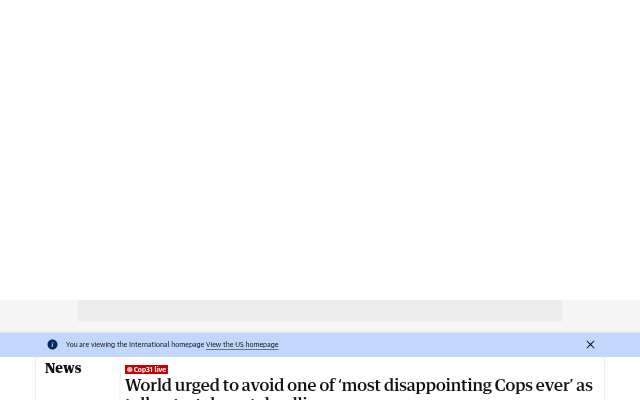 You are viewing the International homepage View the US homepage
News
Cop31 live
World urged to avoid one of ‘most disappointing Cops ever’ as